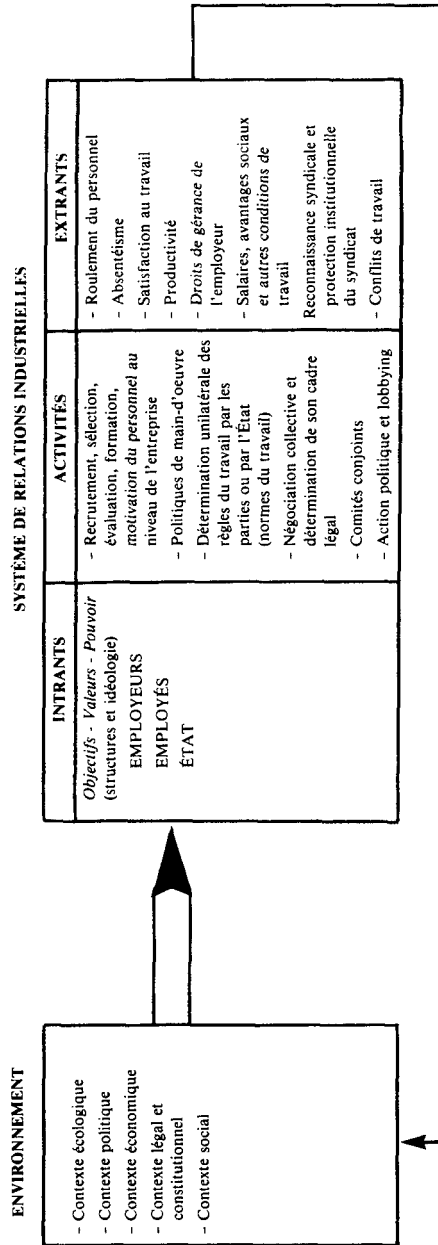 ENVIRONNEMENT
- Contexte écologique
- Contexte politique
- Contexte économique
- Contexte légal et
constitutionnel
- Contexte social
SYSTÈME DE RELATIONS INDUSTRIELLES
INTRANTS
Objectifs - Valeurs - Pouvoir
(structures et idéologie)
EMPLOYEURS
EMPLOYÉS
ÉTAT
ACTIVITÉS
- Recrutement, sélection,
évaluation, formation,
motivation du personnel au
niveau de l'entreprise
- Politiques de main-d'oeuvre
- Détermination unilatérale des
règles du travail par les
parties ou par l'État
(normes du travail)
- Négociation collective et
détermination de son cadre
légal
- Comités conjoints
- Action politique et lobbying
EXTRANTS
- Roulement du personnel
- Absentéisme
- Satisfaction au travail
- Productivité
- Droits de gérance de
l'employeur
- Salaires, avantages sociaux
et autres conditions de
travail
Reconnaissance syndicale et
protection institutionnelle
du syndicat
- Conflits de travail